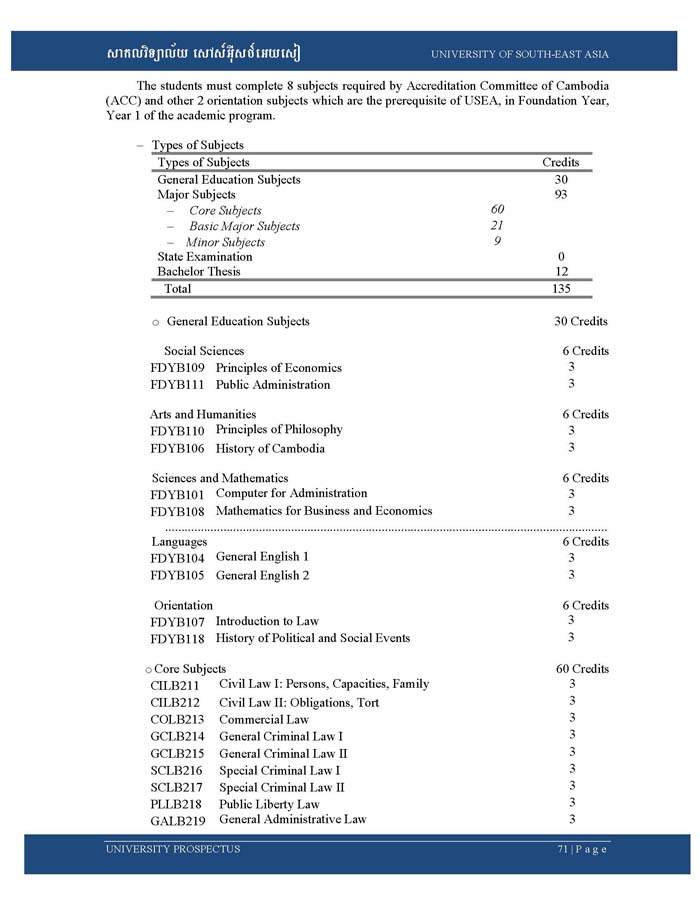 សាកលវិទ្យាល័យ សៅស៍អ៊ីសថ៍អេយសៀ UNIVERSITY OF SOUTH-EAST ASIA
The students must complete 8 subjects required by Accreditation Committee of Cambodia
(ACC) and other 2 orientation subjects which are the prerequisite of USEA, in Foundation Year,
Year 1 of the academic program.
– Types of Subjects
Types of Subjects Credits
General Education Subjects 30
Major Subjects 93
– Core Subjects 60
– Basic Major Subjects 21
– Minor Subjects 9
State Examination 0
Bachelor Thesis 12
Total 135
o General Education Subjects 30 Credits
Social Sciences 6 Credits
FDYB109 Principles of Economics 3
FDYB111 Public Administration 3
Arts and Humanities 6 Credits
FDYB110 Principles of Philosophy 3
FDYB106 History of Cambodia 3
Sciences and Mathematics 6 Credits
FDYB101 Computer for Administration 3
FDYB108 Mathematics for Business and Economics 3
Languages 6 Credits
FDYB104 General English 1 3
FDYB105 General English 2 3
Orientation 6 Credits
FDYB107 Introduction to Law 3
FDYB118 History of Political and Social Events 3
o Core Subjects 60 Credits
CILB211 Civil Law I: Persons, Capacities, Family 3
CILB212 Civil Law II: Obligations, Tort 3
COLB213 Commercial Law 3
GCLB214 General Criminal Law I 3
GCLB215 General Criminal Law II 3
SCLB216 Special Criminal Law I 3
SCLB217 Special Criminal Law II 3
PLLB218 Public Liberty Law 3
GALB219 General Administrative Law 3
UNIVERSITY PROSPECTUS 71 | P a g e